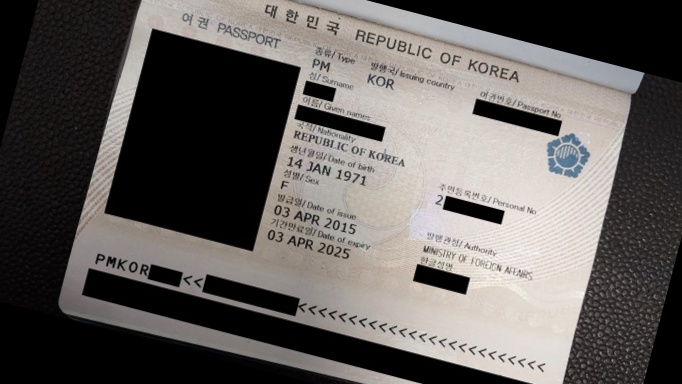 대한민국 REPUBLIC OF KOREA
여권 PASSPORT
종류/ Type 발행국/ Issuing country 여권번호/ Passport No
PM KOR
성/ Surname
이름/ Given names
국적/ Nationality
REPUBLIC OF KOREA
생년월일/ Date of birth
14 JAN 1971
성별/ Sex 주민등록번호/ Personal No
F 2
발급일/ Date of issue
03 APR 2015
기간만료일/ Date of expiry 발행관청/ Authority
03 APR 2025 MINISTRY OF FOREIGN AFFAIRS
한글성명
PMKOR<<<<<<<<<<<<<<<<<<<<<<<<<<<